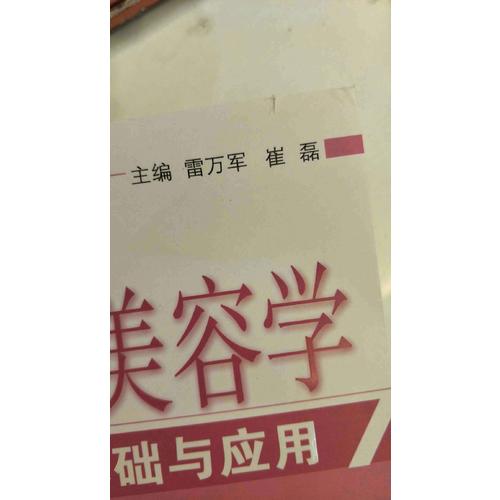 主编 雷万军 崔 磊
美容学
础与应用